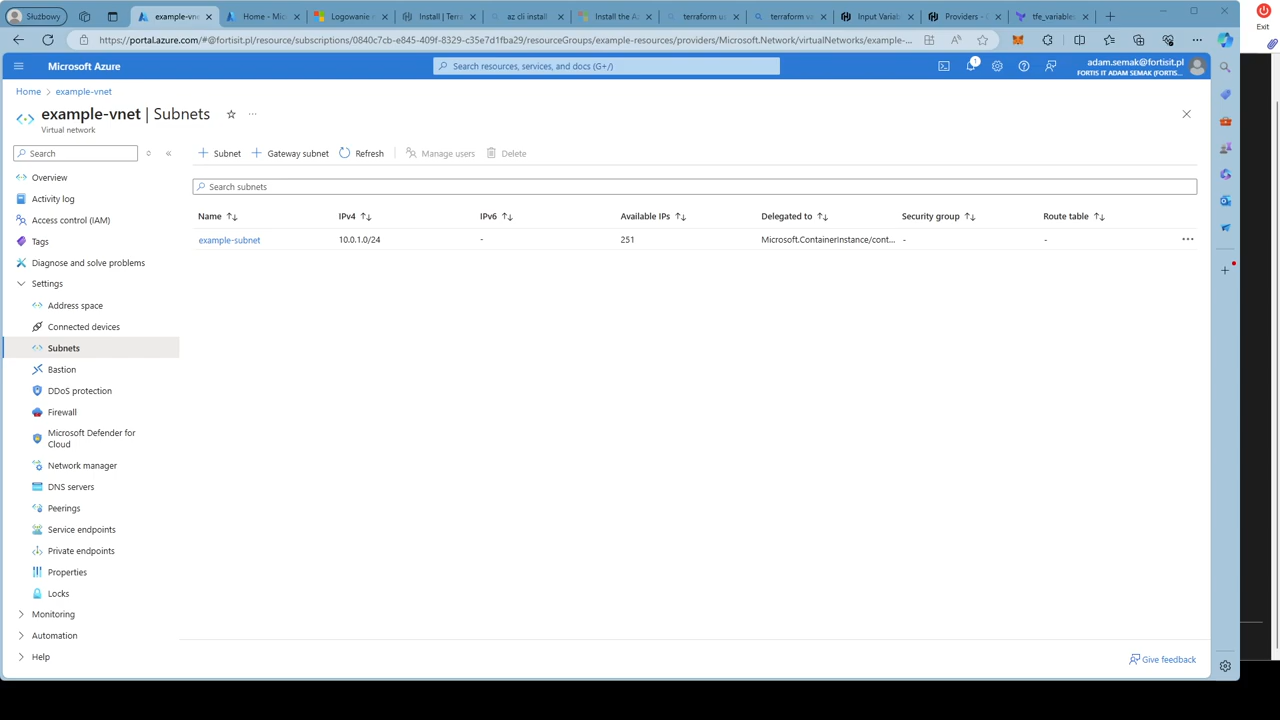 Służbowy
example-vne
Home - Mic
Logowanie n
Install | Terra
az cli install
Install the Az
terraform up
terraform va
Input Variab
Providers -
tfe_variable:
Exit
https://portal.azure.com/#@fortisit.pl/resource/subscriptions/0840c7cb-e845-409f-8329-c35e7d1fba29/resourceGroups/example-resources/providers/Microsoft.Network/virtualNetworks/example-...
Microsoft Azure
Search resources, services, and docs (G+/)
1
adam.semak@fortisit.pl
FORTIS IT ADAM SEMAK (FORTIS...
Home > example-vnet
example-vnet | Subnets
Virtual network
Search
+ Subnet
+ Gateway subnet
Refresh
Manage users
Delete
Search subnets
Name
IPv4
IPv6
Available IPs
Delegated to
Security group
Route table
example-subnet
10.0.1.0/24
-
251
Microsoft.ContainerInstance/cont...
-
-
Overview
Activity log
Access control (IAM)
Tags
Diagnose and solve problems
Settings
Address space
Connected devices
Subnets
Bastion
DDoS protection
Firewall
Microsoft Defender for
Cloud
Network manager
DNS servers
Peerings
Service endpoints
Private endpoints
Properties
Locks
Monitoring
Automation
Help
Give feedback